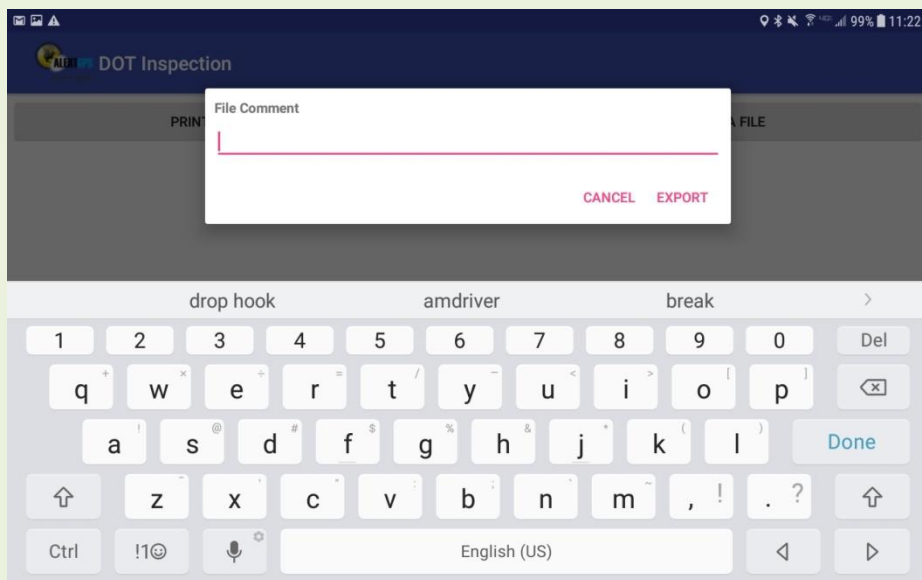 99% 11:22
ALERTGPS DOT Inspection
PRINT
A FILE
File Comment
CANCEL EXPORT
drop hook amdriver break
1 2 3 4 5 6 7 8 9 0 Del
+ × ÷ = / _ < > [ ]
q w e r t y u i o p
! @ # $ % & * ( )
a s d f g h j k l Done
- ' " : ; ` ~ ! ?
z x c v b n m , .
Ctrl !1☺ English (US)